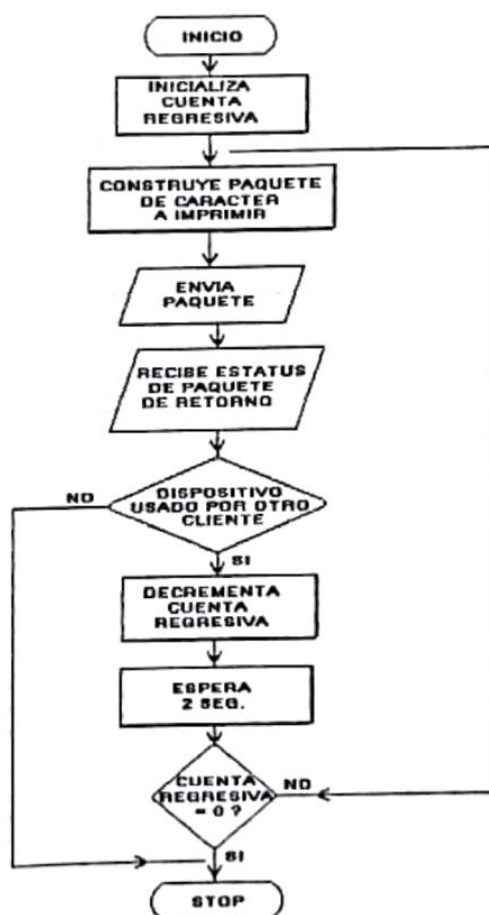 INICIO
INICIALIZA
CUENTA
REGRESIVA
CONSTRUYE PAQUETE
DE CARACTER
A IMPRIMIR
ENVIA
PAQUETE
RECIBE ESTATUS
DE PAQUETE
DE RETORNO
NO
DISPOSITIVO
USADO POR OTRO
CLIENTE
SI
DECREMENTA
CUENTA
REGRESIVA
ESPERA
2 SEG.
CUENTA
REGRESIVA
= 0 ?
NO
SI
STOP